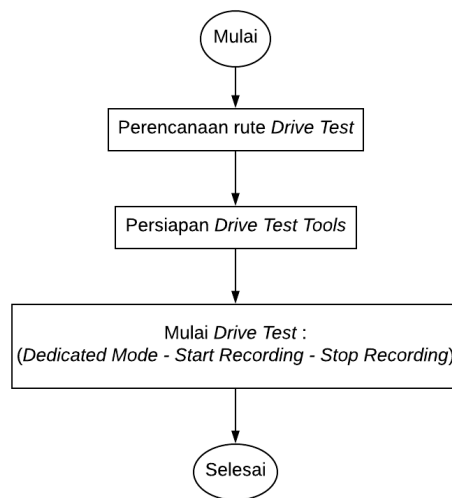 Mulai
Perencanaan rute Drive Test
Persiapan Drive Test Tools
Mulai Drive Test :
(Dedicated Mode - Start Recording - Stop Recording)
Selesai